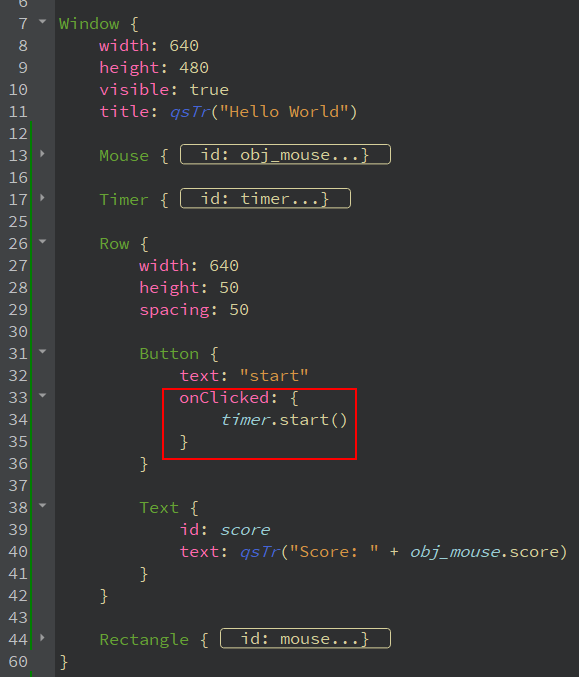 6
7 Window {
8 width: 640
9 height: 480
10 visible: true
11 title: qsTr("Hello World")
12
13 Mouse { id: obj_mouse...}
16
17 Timer { id: timer...}
25
26 Row {
27 width: 640
28 height: 50
29 spacing: 50
30
31 Button {
32 text: "start"
33 onClicked: {
34 timer.start()
35 }
36 }
37
38 Text {
39 id: score
40 text: qsTr("Score: " + obj_mouse.score)
41 }
42 }
43
44 Rectangle { id: mouse...}
60 }